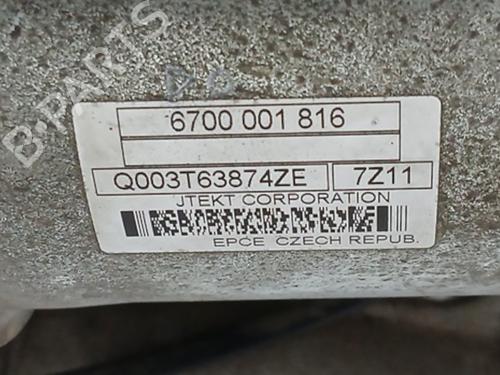 B-PARTS
6700 001 816
Q003T63874ZE 7Z11
JTEKT CORPORATION
EPCE CZECH REPUB.